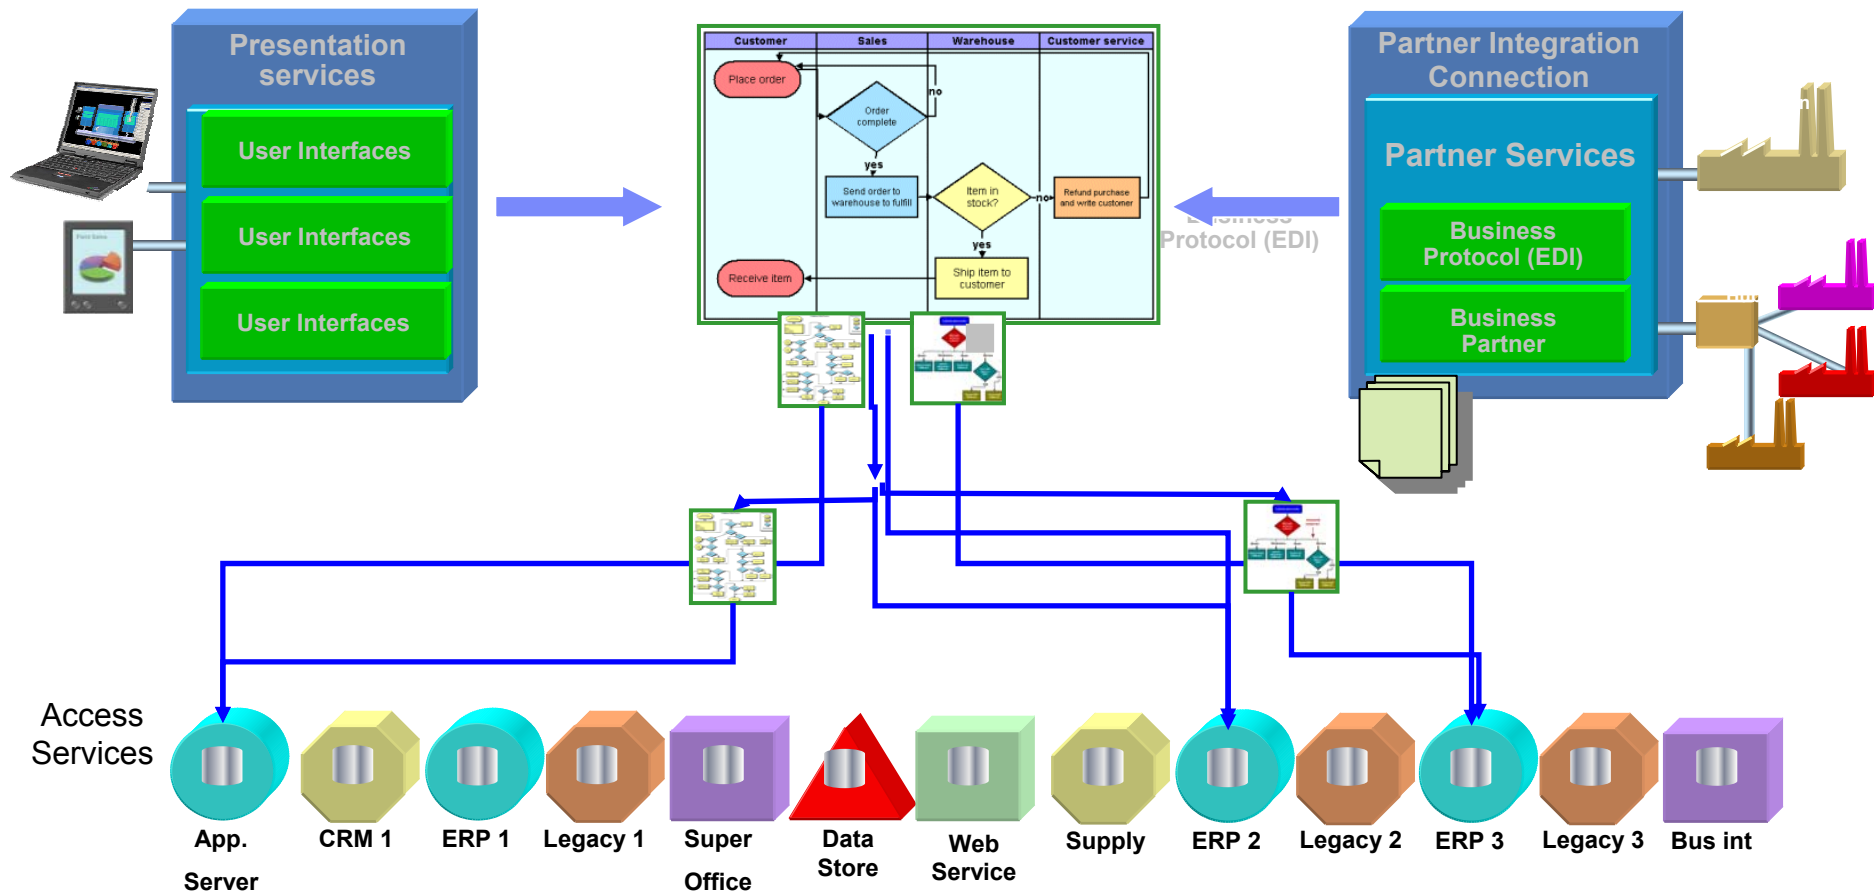 Presentation
services
User Interfaces
User Interfaces
User Interfaces
Field Sales
Customer
Sales
Warehouse
Customer service
Place order
no
Order
complete
yes
Send order to
warehouse to fulfill
Item in
stock?
no
Refund purchase
and write customer
yes
Receive item
Ship item to
customer
Business
Protocol (EDI)
Partner Integration
Connection
Partner Services
Business
Protocol (EDI)
Business
Partner
Access
Services
App.
Server
CRM 1
ERP 1
Legacy 1
Super
Office
Data
Store
Web
Service
Supply
ERP 2
Legacy 2
ERP 3
Legacy 3
Bus int